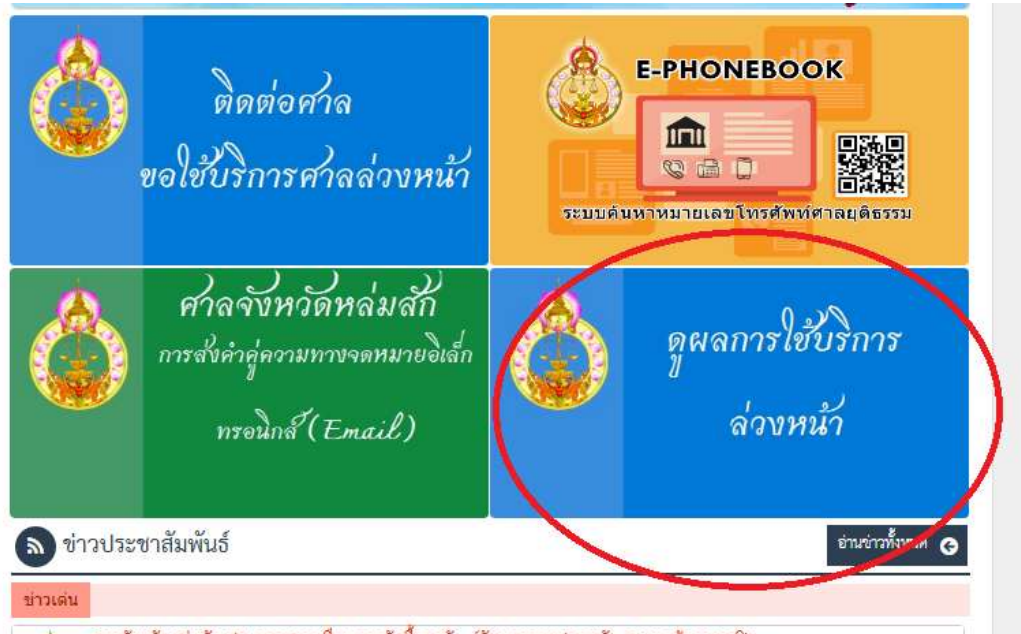 ติดต่อศาล
ขอใช้บริการศาลล่วงหน้า
E-PHONEBOOK
ระบบค้นหาหมายเลขโทรศัพท์ศาลยุติธรรม
ศาลจังหวัดหล่มสัก
การส่งคำคู่ความทางจดหมายอิเล็ก
ทรอนิกส์ (Email)
ดูผลการใช้บริการ
ล่วงหน้า
ข่าวประชาสัมพันธ์
อ่านข่าวทั้งหมด
ข่าวเด่น